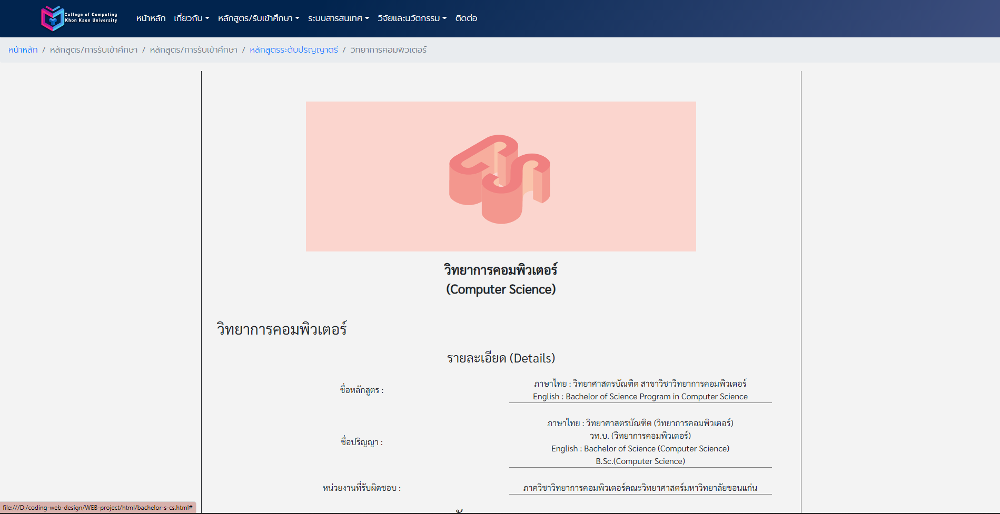 College of Computing
Khon Kaen University
หน้าหลัก เกี่ยวกับ หลักสูตร/รับเข้าศึกษา ระบบสารสนเทศ วิจัยและนวัตกรรม ติดต่อ
หน้าหลัก / หลักสูตร/การรับเข้าศึกษา / หลักสูตร/การรับเข้าศึกษา / หลักสูตรระดับปริญญาตรี / วิทยาการคอมพิวเตอร์
วิทยาการคอมพิวเตอร์
(Computer Science)
วิทยาการคอมพิวเตอร์
รายละเอียด (Details)
ชื่อหลักสูตร :
ภาษาไทย : วิทยาศาสตรบัณฑิต สาขาวิชาวิทยาการคอมพิวเตอร์
English : Bachelor of Science Program in Computer Science
ชื่อปริญญา :
ภาษาไทย : วิทยาศาสตรบัณฑิต (วิทยาการคอมพิวเตอร์)
วท.บ. (วิทยาการคอมพิวเตอร์)
English : Bachelor of Science (Computer Science)
B.Sc.(Computer Science)
หน่วยงานที่รับผิดชอบ :
ภาควิชาวิทยาการคอมพิวเตอร์คณะวิทยาศาสตร์มหาวิทยาลัยขอนแก่น
file:///D:/coding-web-design/WEB-project/html/bachelor-s-cs.html#